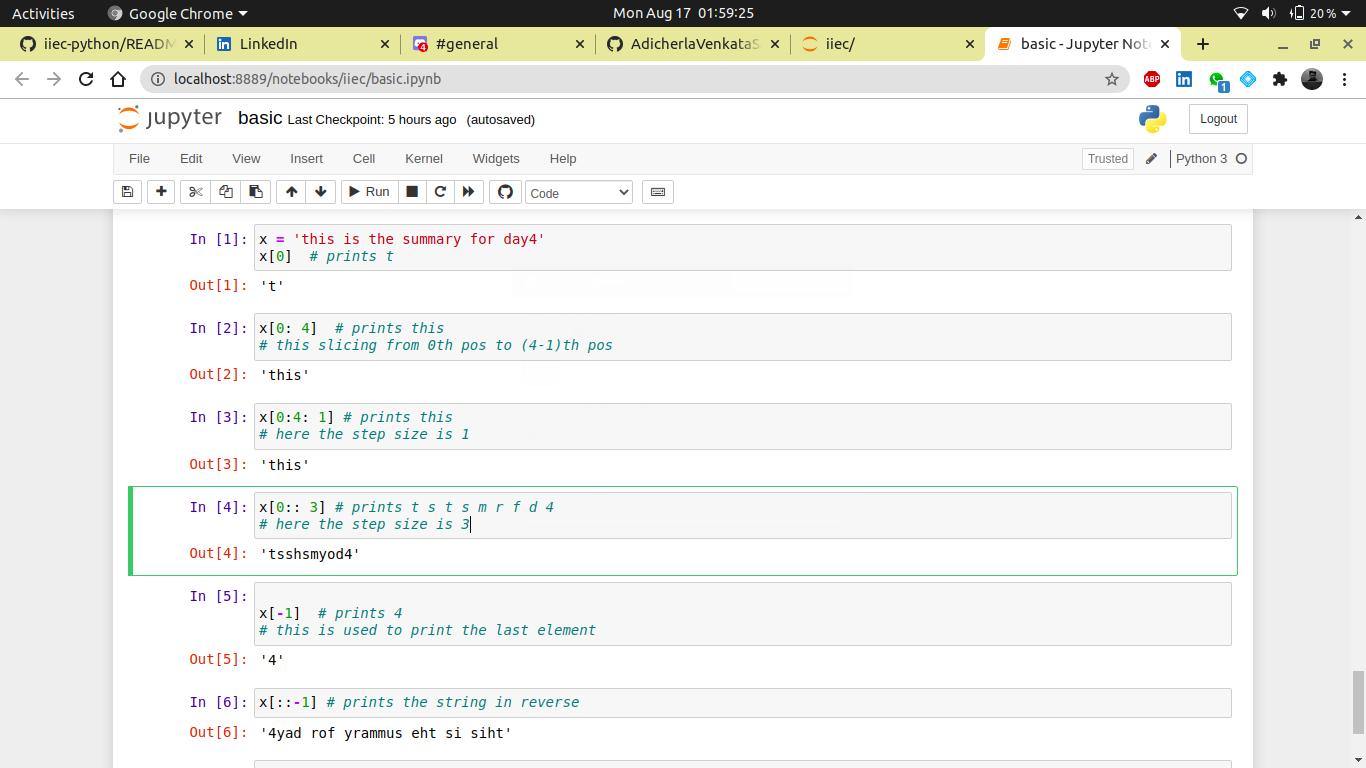 Activities Google Chrome Mon Aug 17 01:59:25 20 %
iiec-python/READM LinkedIn #general AdicherlaVenkataS iiec/ basic - Jupyter Not
localhost:8889/notebooks/iiec/basic.ipynb ABP 1
jupyter basic Last Checkpoint: 5 hours ago (autosaved) Logout
File Edit View Insert Cell Kernel Widgets Help Trusted Python 3
Run Code
In [1]: x = 'this is the summary for day4'
x[0]  # prints t
Out[1]: 't'
In [2]: x[0: 4]  # prints this
# this slicing from 0th pos to (4-1)th pos
Out[2]: 'this'
In [3]: x[0:4: 1] # prints this
# here the step size is 1
Out[3]: 'this'
In [4]: x[0:: 3] # prints t s t s m r f d 4
# here the step size is 3
Out[4]: 'tsshsmyod4'
In [5]:
x[-1]  # prints 4
# this is used to print the last element
Out[5]: '4'
In [6]: x[::-1] # prints the string in reverse
Out[6]: '4yad rof yrammus eht si siht'